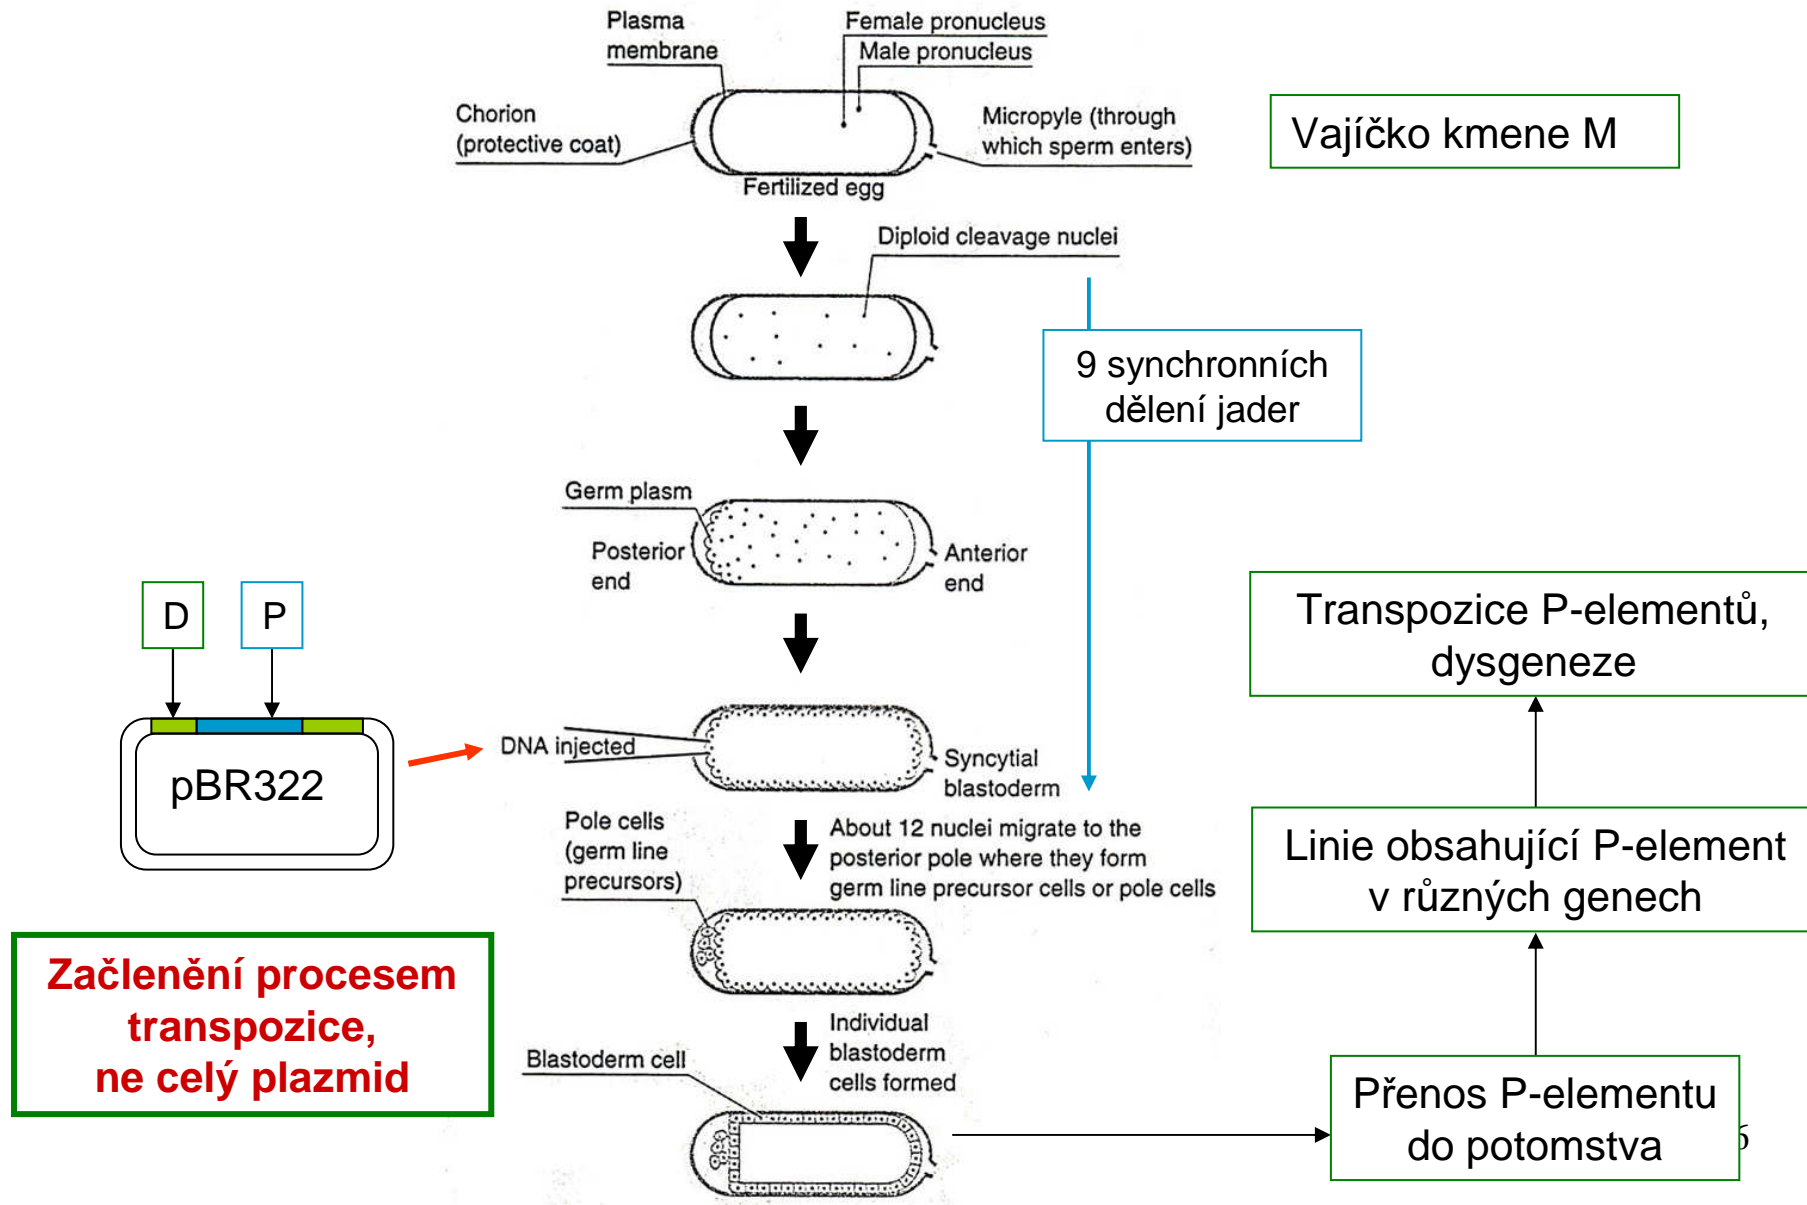 Plasma
membrane
Female pronucleus
Male pronucleus
Chorion
(protective coat)
Micropyle (through
which sperm enters)
Fertilized egg
Vajíčko kmene M
Diploid cleavage nuclei
9 synchronních
dělení jader
Germ plasm
Posterior
end
Anterior
end
D
P
pBR322
DNA injected
Syncytial
blastoderm
Transpozice P-elementů,
dysgeneze
Pole cells
(germ line
precursors)
About 12 nuclei migrate to the
posterior pole where they form
germ line precursor cells or pole cells
Linie obsahující P-element
v různých genech
Začlenění procesem
transpozice,
ne celý plazmid
Individual
blastoderm
cells formed
Blastoderm cell
Přenos P-elementu
do potomstva